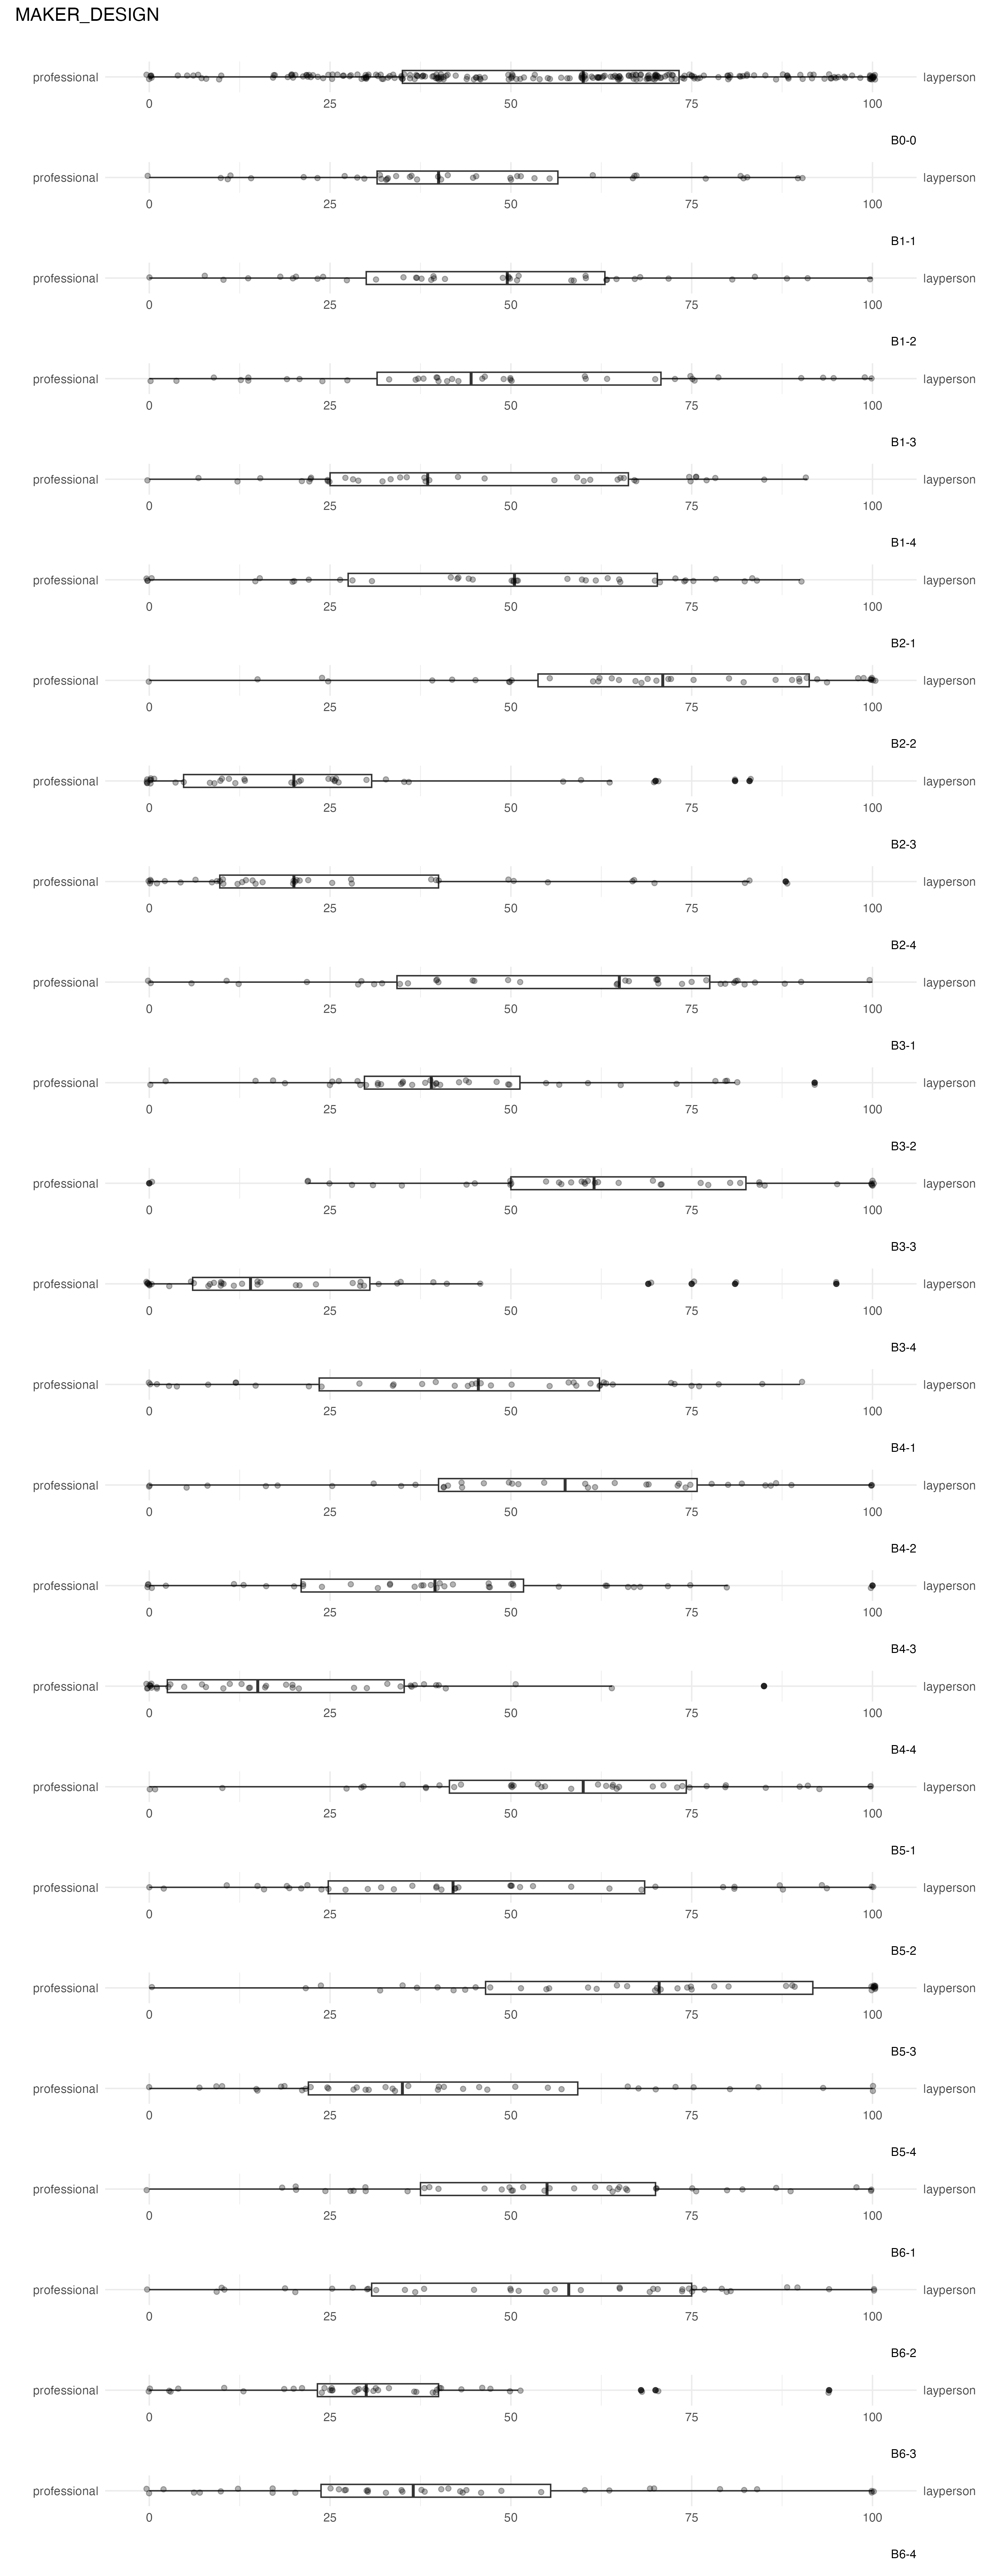 MAKER_DESIGN
professional layperson
0 25 50 75 100
B0-0
professional layperson
0 25 50 75 100
B1-1
professional layperson
0 25 50 75 100
B1-2
professional layperson
0 25 50 75 100
B1-3
professional layperson
0 25 50 75 100
B1-4
professional layperson
0 25 50 75 100
B2-1
professional layperson
0 25 50 75 100
B2-2
professional layperson
0 25 50 75 100
B2-3
professional layperson
0 25 50 75 100
B2-4
professional layperson
0 25 50 75 100
B3-1
professional layperson
0 25 50 75 100
B3-2
professional layperson
0 25 50 75 100
B3-3
professional layperson
0 25 50 75 100
B3-4
professional layperson
0 25 50 75 100
B4-1
professional layperson
0 25 50 75 100
B4-2
professional layperson
0 25 50 75 100
B4-3
professional layperson
0 25 50 75 100
B4-4
professional layperson
0 25 50 75 100
B5-1
professional layperson
0 25 50 75 100
B5-2
professional layperson
0 25 50 75 100
B5-3
professional layperson
0 25 50 75 100
B5-4
professional layperson
0 25 50 75 100
B6-1
professional layperson
0 25 50 75 100
B6-2
professional layperson
0 25 50 75 100
B6-3
professional layperson
0 25 50 75 100
B6-4